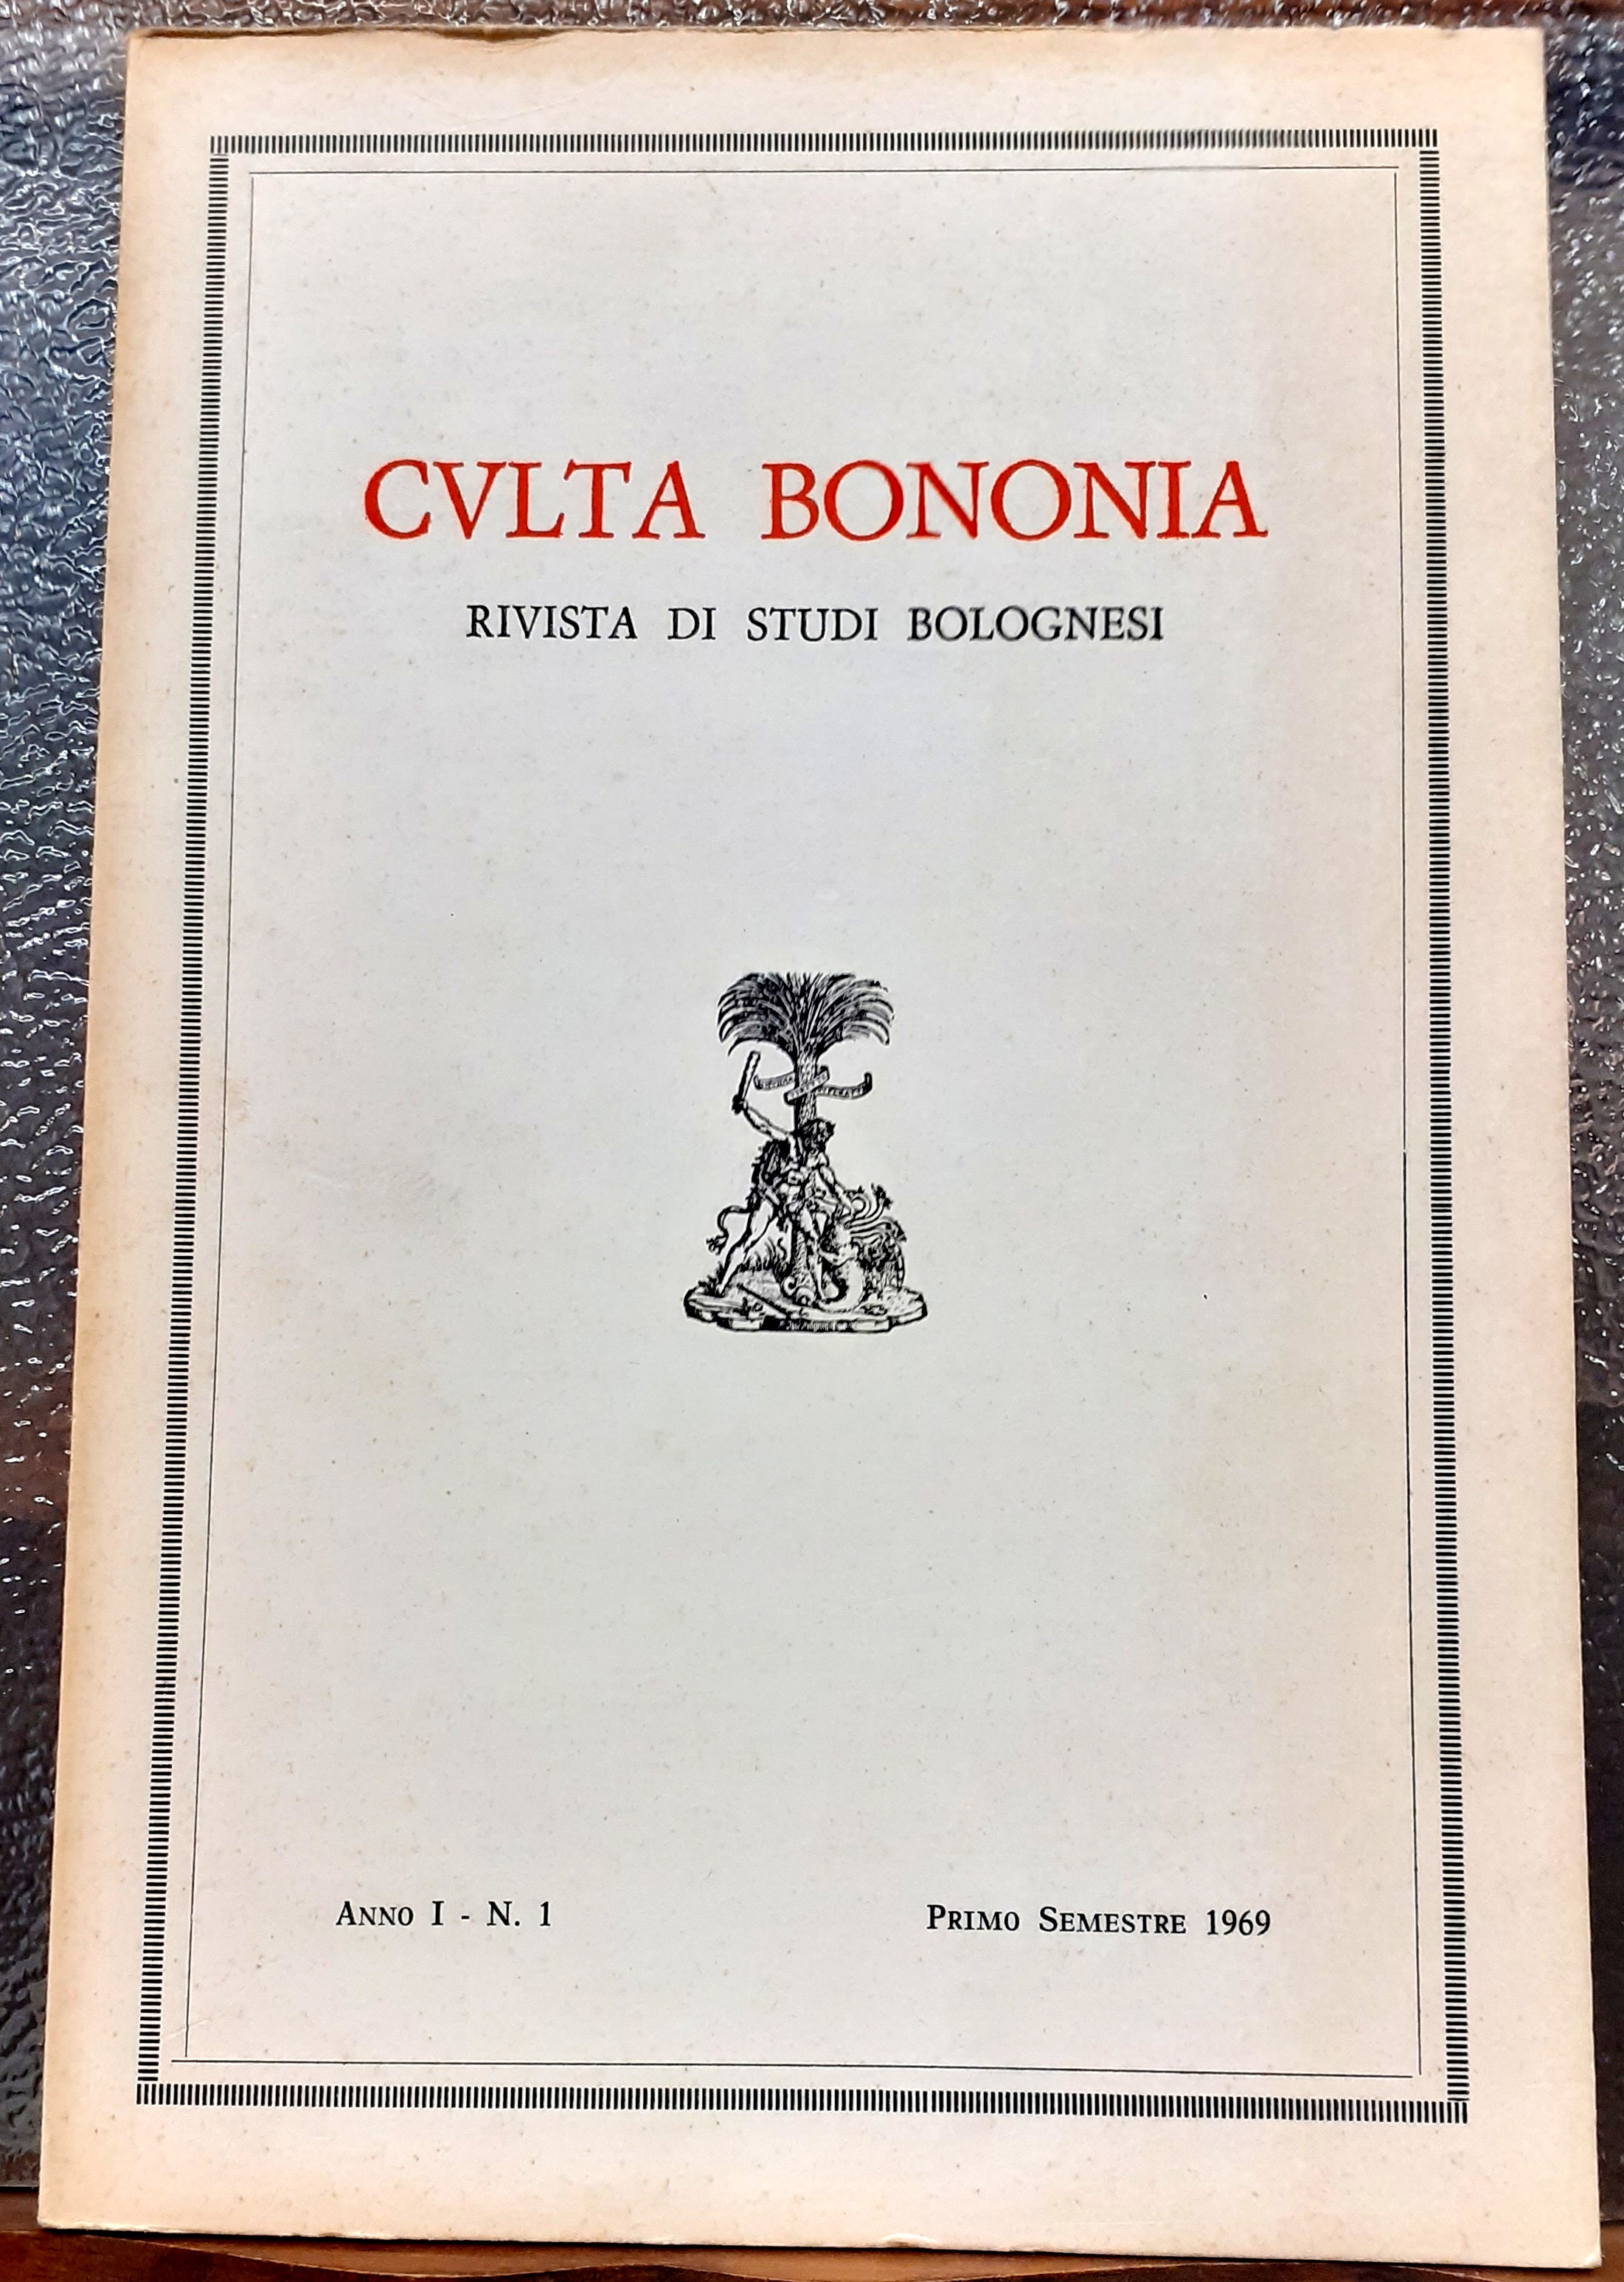 CVLTA BONONIA
RIVISTA DI STUDI BOLOGNESI
ANNO I - N. 1
PRIMO SEMESTRE 1969